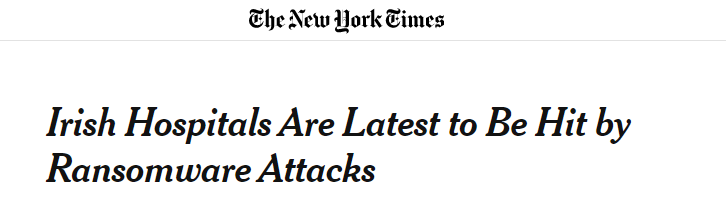 The New York Times
Irish Hospitals Are Latest to Be Hit by
Ransomware Attacks